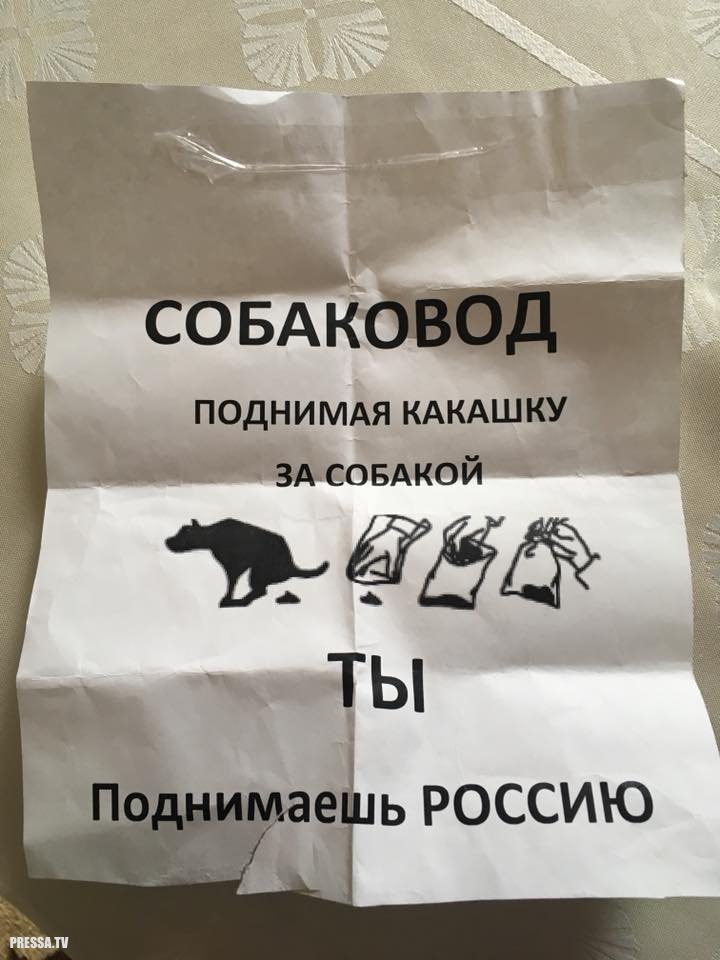 СОБАКОВОД
ПОДНИМАЯ КАКАШКУ
ЗА СОБАКОЙ
ТЫ
Поднимаешь РОССИЮ
PRESSA.TV